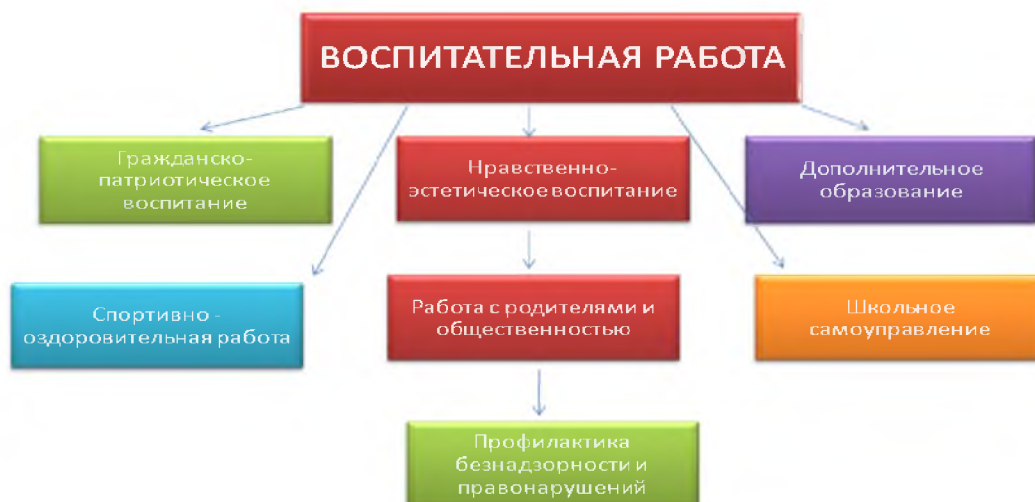 ВОСПИТАТЕЛЬНАЯ РАБОТА
Гражданско-
патриотическое
воспитание
Нравственно-
эстетическое воспитание
Дополнительное
образование
Спортивно -
оздоровительная работа
Работа с родителями и
общественностью
Школьное
самоуправление
Профилактика
безнадзорности и
правонарушений